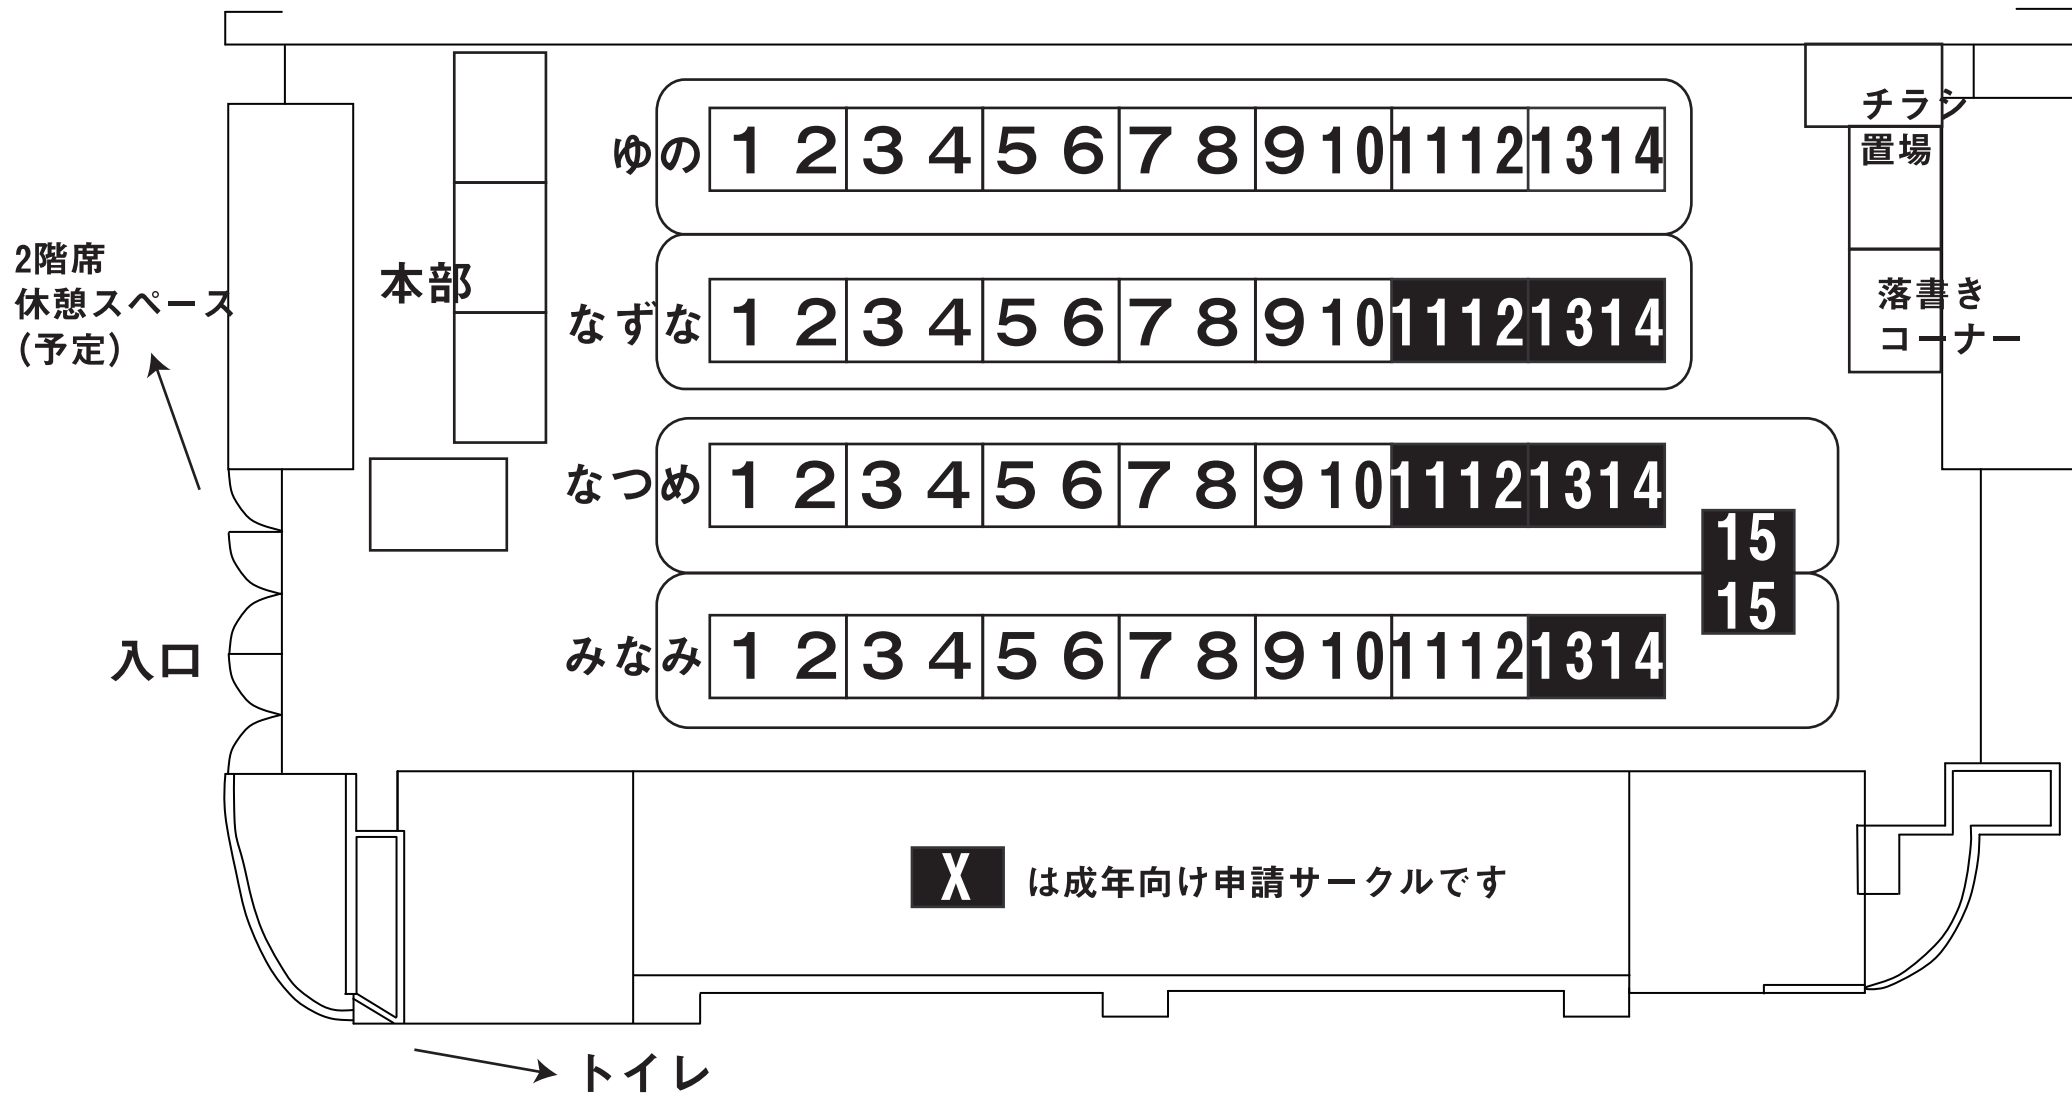 チラシ
置場
ゆの 1 2 3 4 5 6 7 8 9 10 11 12 13 14
2階席
休憩スペース
(予定)
本部
なずな 1 2 3 4 5 6 7 8 9 10 11 12 13 14
落書き
コーナー
なつめ 1 2 3 4 5 6 7 8 9 10 11 12 13 14
15
15
入口
みなみ 1 2 3 4 5 6 7 8 9 10 11 12 13 14
X は成年向け申請サークルです
トイレ